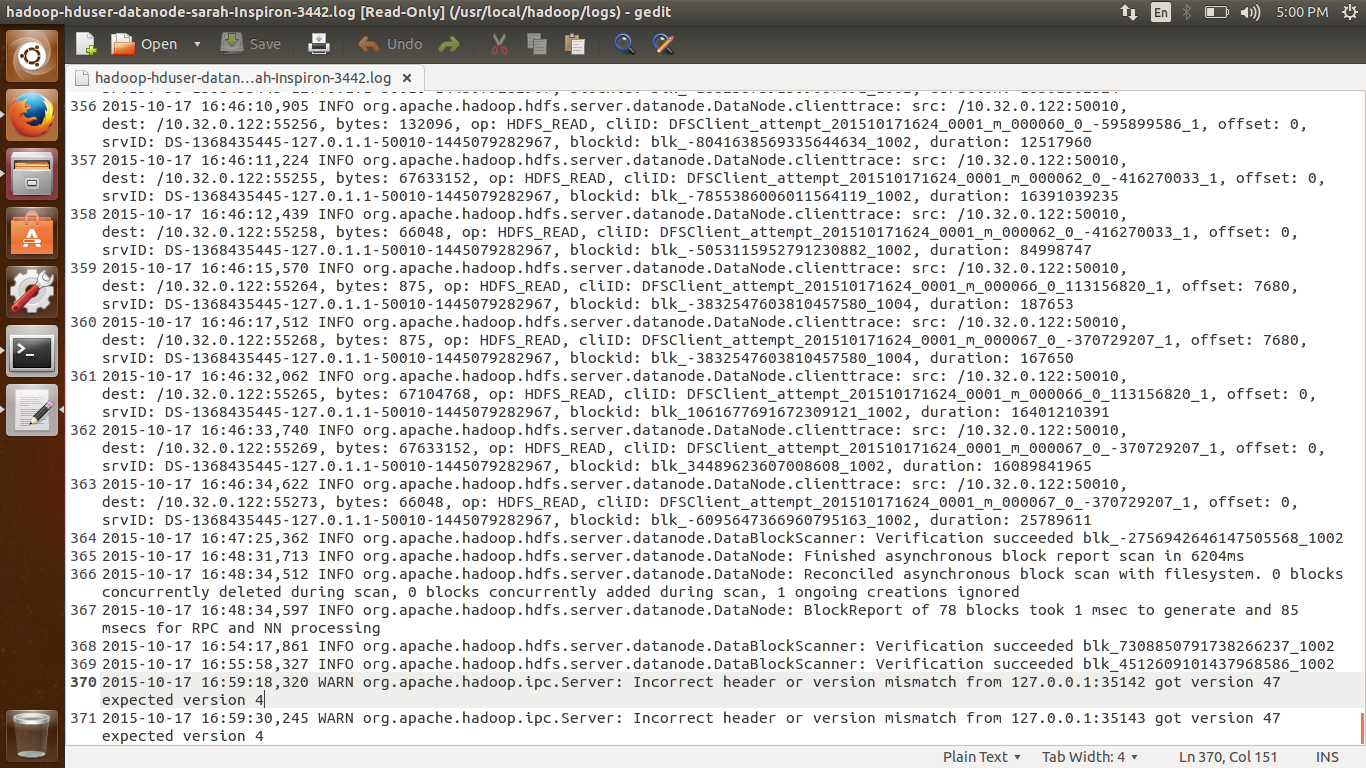 hadoop-hduser-datanode-sarah-Inspiron-3442.log [Read-Only] (/usr/local/hadoop/logs) - gedit
En
5:00 PM
Open
Save
Undo
hadoop-hduser-datan…ah-Inspiron-3442.log
356 2015-10-17 16:46:10,905 INFO org.apache.hadoop.hdfs.server.datanode.DataNode.clienttrace: src: /10.32.0.122:50010,
dest: /10.32.0.122:55256, bytes: 132096, op: HDFS_READ, cliID: DFSClient_attempt_201510171624_0001_m_000060_0_-595899586_1, offset: 0,
srvID: DS-1368435445-127.0.1.1-50010-1445079282967, blockid: blk_-8041638569335644634_1002, duration: 12517960
357 2015-10-17 16:46:11,224 INFO org.apache.hadoop.hdfs.server.datanode.DataNode.clienttrace: src: /10.32.0.122:50010,
dest: /10.32.0.122:55255, bytes: 67633152, op: HDFS_READ, cliID: DFSClient_attempt_201510171624_0001_m_000062_0_-416270033_1, offset: 0,
srvID: DS-1368435445-127.0.1.1-50010-1445079282967, blockid: blk_-7855386006011564119_1002, duration: 16391039235
358 2015-10-17 16:46:12,439 INFO org.apache.hadoop.hdfs.server.datanode.DataNode.clienttrace: src: /10.32.0.122:50010,
dest: /10.32.0.122:55258, bytes: 66048, op: HDFS_READ, cliID: DFSClient_attempt_201510171624_0001_m_000062_0_-416270033_1, offset: 0,
srvID: DS-1368435445-127.0.1.1-50010-1445079282967, blockid: blk_-5053115952791230882_1002, duration: 84998747
359 2015-10-17 16:46:15,570 INFO org.apache.hadoop.hdfs.server.datanode.DataNode.clienttrace: src: /10.32.0.122:50010,
dest: /10.32.0.122:55264, bytes: 875, op: HDFS_READ, cliID: DFSClient_attempt_201510171624_0001_m_000066_0_113156820_1, offset: 7680,
srvID: DS-1368435445-127.0.1.1-50010-1445079282967, blockid: blk_-3832547603810457580_1004, duration: 187653
360 2015-10-17 16:46:17,512 INFO org.apache.hadoop.hdfs.server.datanode.DataNode.clienttrace: src: /10.32.0.122:50010,
dest: /10.32.0.122:55268, bytes: 875, op: HDFS_READ, cliID: DFSClient_attempt_201510171624_0001_m_000067_0_-370729207_1, offset: 7680,
srvID: DS-1368435445-127.0.1.1-50010-1445079282967, blockid: blk_-3832547603810457580_1004, duration: 167650
361 2015-10-17 16:46:32,062 INFO org.apache.hadoop.hdfs.server.datanode.DataNode.clienttrace: src: /10.32.0.122:50010,
dest: /10.32.0.122:55265, bytes: 67104768, op: HDFS_READ, cliID: DFSClient_attempt_201510171624_0001_m_000066_0_113156820_1, offset: 0,
srvID: DS-1368435445-127.0.1.1-50010-1445079282967, blockid: blk_1061677691672309121_1002, duration: 16401210391
362 2015-10-17 16:46:33,740 INFO org.apache.hadoop.hdfs.server.datanode.DataNode.clienttrace: src: /10.32.0.122:50010,
dest: /10.32.0.122:55269, bytes: 67633152, op: HDFS_READ, cliID: DFSClient_attempt_201510171624_0001_m_000067_0_-370729207_1, offset: 0,
srvID: DS-1368435445-127.0.1.1-50010-1445079282967, blockid: blk_34489623607008608_1002, duration: 16089841965
363 2015-10-17 16:46:34,622 INFO org.apache.hadoop.hdfs.server.datanode.DataNode.clienttrace: src: /10.32.0.122:50010,
dest: /10.32.0.122:55273, bytes: 66048, op: HDFS_READ, cliID: DFSClient_attempt_201510171624_0001_m_000067_0_-370729207_1, offset: 0,
srvID: DS-1368435445-127.0.1.1-50010-1445079282967, blockid: blk_-6095647366960795163_1002, duration: 25789611
364 2015-10-17 16:47:25,362 INFO org.apache.hadoop.hdfs.server.datanode.DataBlockScanner: Verification succeeded blk_-2756942646147505568_1002
365 2015-10-17 16:48:31,713 INFO org.apache.hadoop.hdfs.server.datanode.DataNode: Finished asynchronous block report scan in 6204ms
366 2015-10-17 16:48:34,512 INFO org.apache.hadoop.hdfs.server.datanode.DataNode: Reconciled asynchronous block scan with filesystem. 0 blocks
concurrently deleted during scan, 0 blocks concurrently added during scan, 1 ongoing creations ignored
367 2015-10-17 16:48:34,597 INFO org.apache.hadoop.hdfs.server.datanode.DataNode: BlockReport of 78 blocks took 1 msec to generate and 85
msecs for RPC and NN processing
368 2015-10-17 16:54:17,861 INFO org.apache.hadoop.hdfs.server.datanode.DataBlockScanner: Verification succeeded blk_7308850791738266237_1002
369 2015-10-17 16:55:58,327 INFO org.apache.hadoop.hdfs.server.datanode.DataBlockScanner: Verification succeeded blk_4512609101437968586_1002
370 2015-10-17 16:59:18,320 WARN org.apache.hadoop.ipc.Server: Incorrect header or version mismatch from 127.0.0.1:35142 got version 47
expected version 4
371 2015-10-17 16:59:30,245 WARN org.apache.hadoop.ipc.Server: Incorrect header or version mismatch from 127.0.0.1:35143 got version 47
expected version 4
Plain Text
Tab Width: 4
Ln 370, Col 151
INS